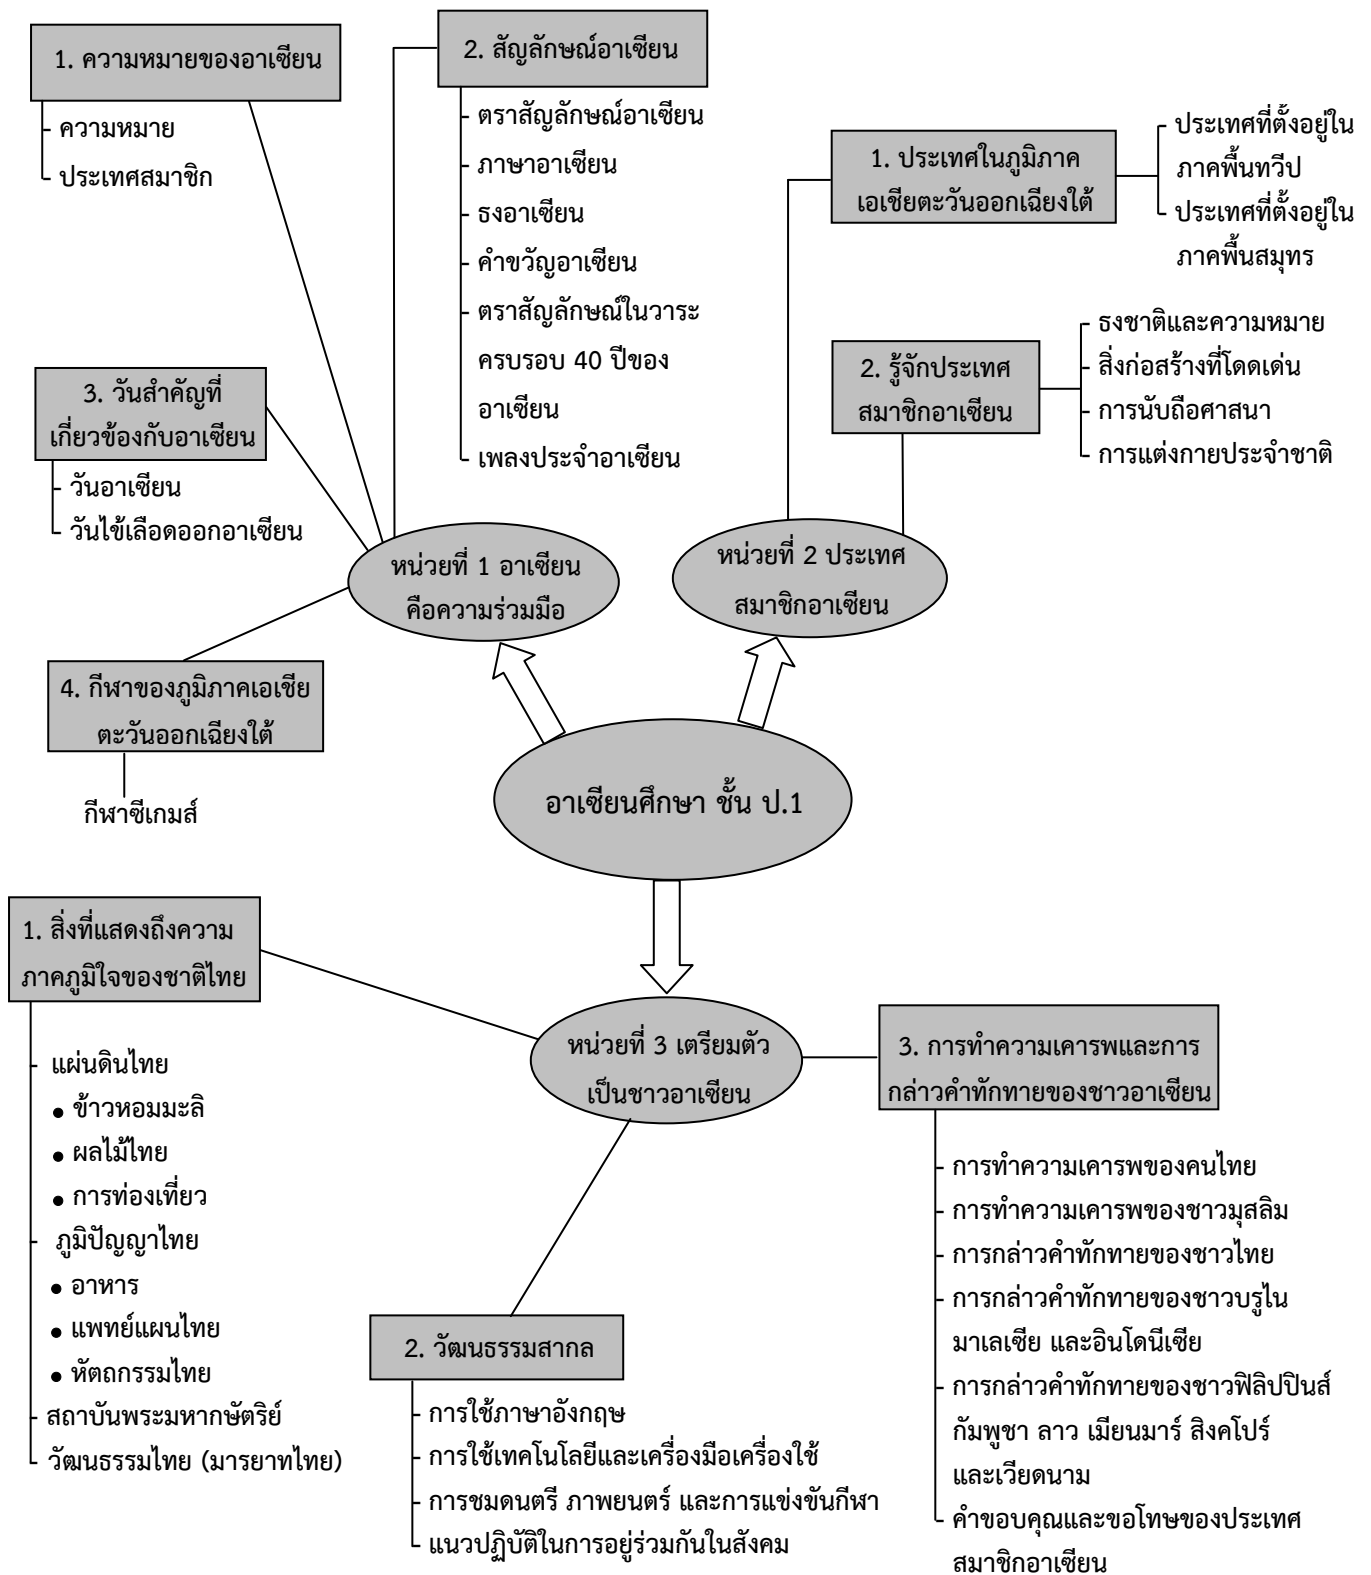 1. ความหมายของอาเซียน
- ความหมาย
- ประเทศสมาชิก
2. สัญลักษณ์อาเซียน
- ตราสัญลักษณ์อาเซียน
- ภาษาอาเซียน
- ธงอาเซียน
- คำขวัญอาเซียน
- ตราสัญลักษณ์ในวาระ
ครบรอบ 40 ปีของ
อาเซียน
- เพลงประจำอาเซียน
3. วันสำคัญที่
เกี่ยวข้องกับอาเซียน
- วันอาเซียน
- วันไข้เลือดออกอาเซียน
4. กีฬาของภูมิภาคเอเชีย
ตะวันออกเฉียงใต้
กีฬาซีเกมส์
หน่วยที่ 1 อาเซียน
คือความร่วมมือ
1. ประเทศในภูมิภาค
เอเชียตะวันออกเฉียงใต้
- ประเทศที่ตั้งอยู่ใน
ภาคพื้นทวีป
- ประเทศที่ตั้งอยู่ใน
ภาคพื้นสมุทร
2. รู้จักประเทศ
สมาชิกอาเซียน
- ธงชาติและความหมาย
- สิ่งก่อสร้างที่โดดเด่น
- การนับถือศาสนา
- การแต่งกายประจำชาติ
หน่วยที่ 2 ประเทศ
สมาชิกอาเซียน
อาเซียนศึกษา ชั้น ป.1
1. สิ่งที่แสดงถึงความ
ภาคภูมิใจของชาติไทย
- แผ่นดินไทย
● ข้าวหอมมะลิ
● ผลไม้ไทย
● การท่องเที่ยว
- ภูมิปัญญาไทย
● อาหาร
● แพทย์แผนไทย
● หัตถกรรมไทย
- สถาบันพระมหากษัตริย์
- วัฒนธรรมไทย (มารยาทไทย)
หน่วยที่ 3 เตรียมตัว
เป็นชาวอาเซียน
2. วัฒนธรรมสากล
- การใช้ภาษาอังกฤษ
- การใช้เทคโนโลยีและเครื่องมือเครื่องใช้
- การชมดนตรี ภาพยนตร์ และการแข่งขันกีฬา
- แนวปฏิบัติในการอยู่ร่วมกันในสังคม
3. การทำความเคารพและการ
กล่าวคำทักทายของชาวอาเซียน
- การทำความเคารพของคนไทย
- การทำความเคารพของชาวมุสลิม
- การกล่าวคำทักทายของชาวไทย
- การกล่าวคำทักทายของชาวบรูไน
มาเลเซีย และอินโดนีเซีย
- การกล่าวคำทักทายของชาวฟิลิปปินส์
กัมพูชา ลาว เมียนมาร์ สิงคโปร์
และเวียดนาม
- คำขอบคุณและขอโทษของประเทศ
สมาชิกอาเซียน